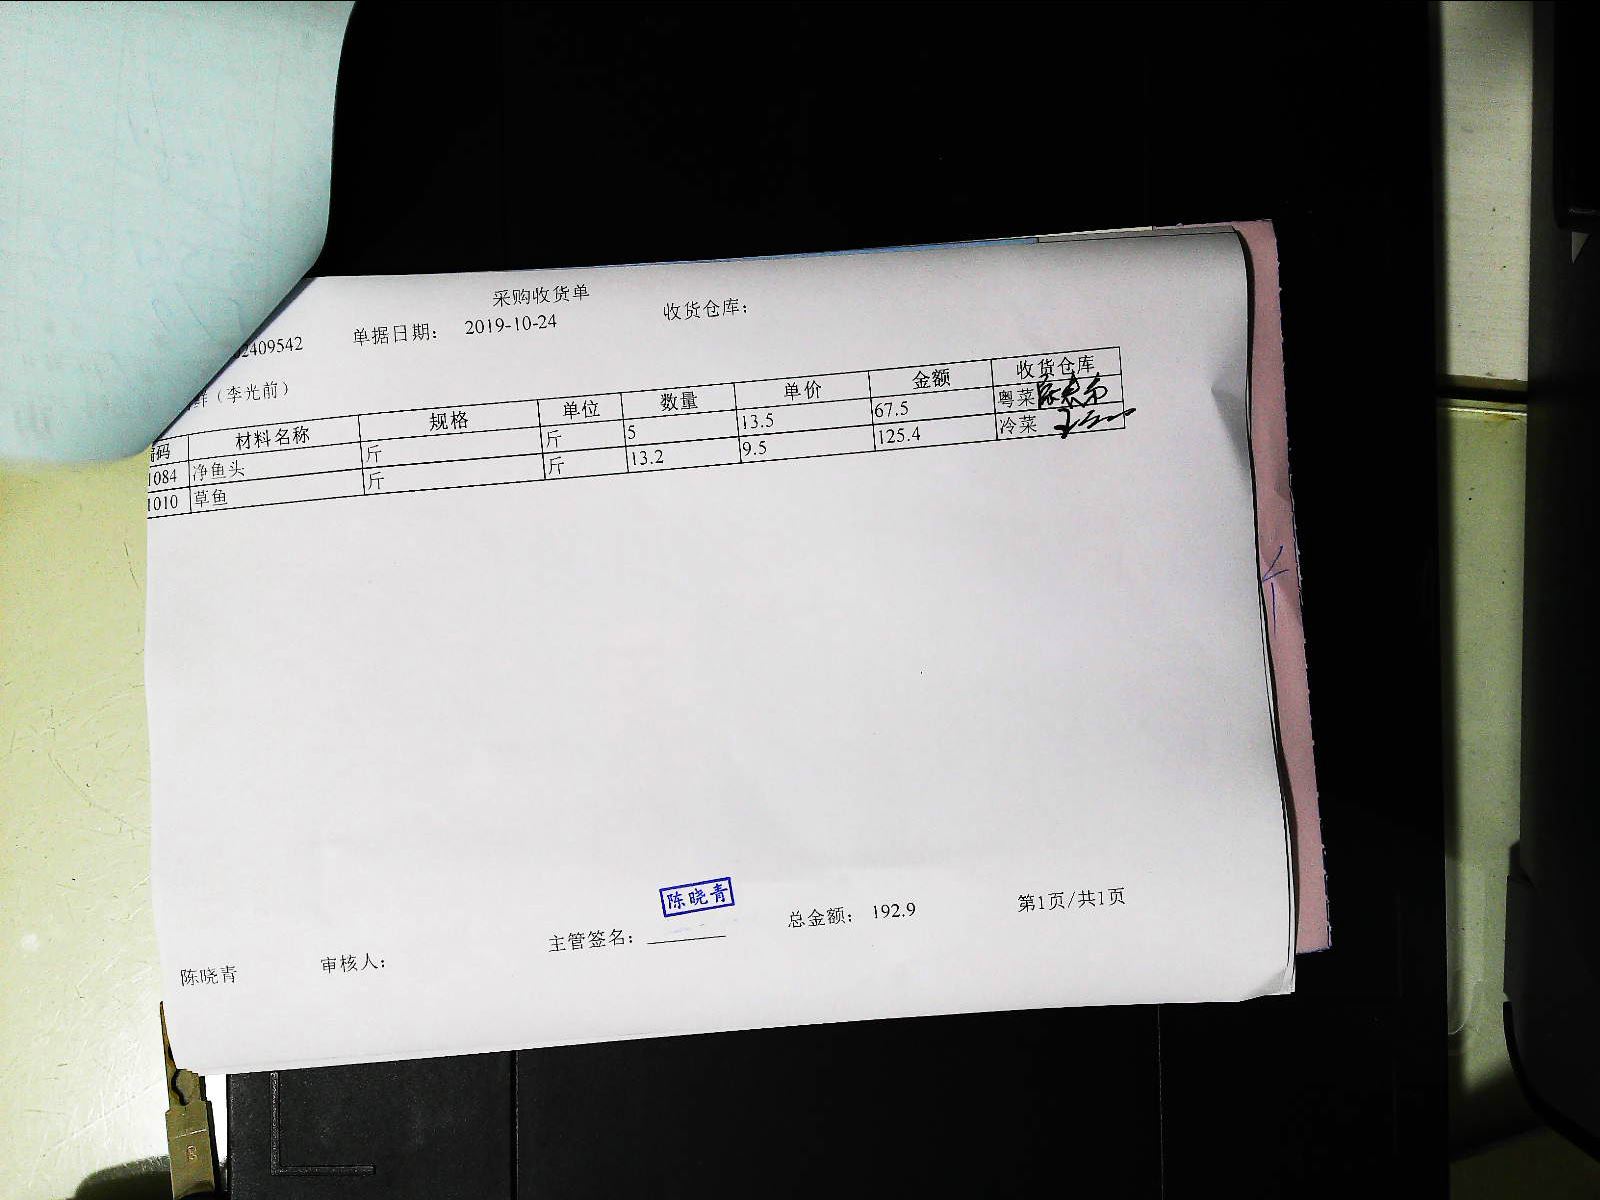 采购收货单
2409542 单据日期： 2019-10-24 收货仓库：
鲜（李光前）
编码 材料名称 规格 单位 数量 单价 金额 收货仓库
1084 净鱼头 斤 斤 5 13.5 67.5 粤菜
1010 草鱼 斤 斤 13.2 9.5 125.4 冷菜
陈晓青
陈晓青 审核人： 主管签名： 总金额： 192.9 第1页/共1页